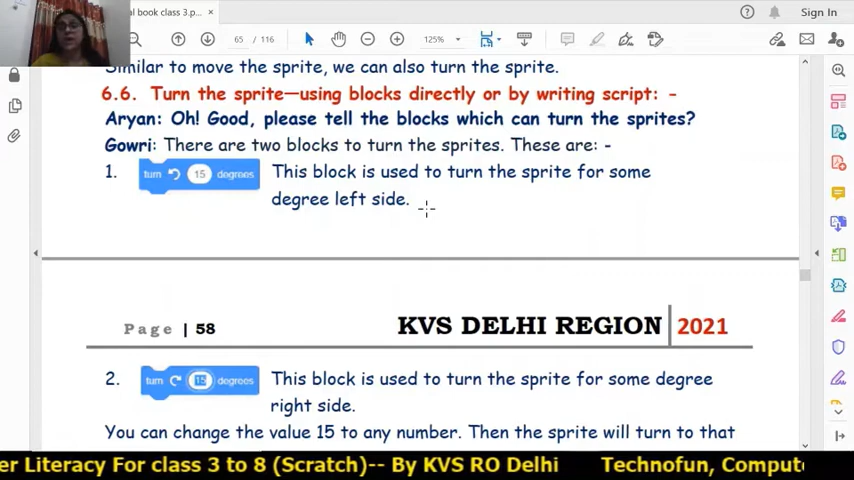 al book class 3.p... ×
Sign In
65 / 116
125%
Similar to move the sprite, we can also turn the sprite.
6.6. Turn the sprite—using blocks directly or by writing script: -
Aryan: Oh! Good, please tell the blocks which can turn the sprites?
Gowri: There are two blocks to turn the sprites. These are: -
1. turn 15 degrees This block is used to turn the sprite for some
degree left side.
Page | 58 KVS DELHI REGION 2021
2. turn 15 degrees This block is used to turn the sprite for some degree
right side.
You can change the value 15 to any number. Then the sprite will turn to that
er Literacy For class 3 to 8 (Scratch)-- By KVS RO Delhi Technofun, Compute